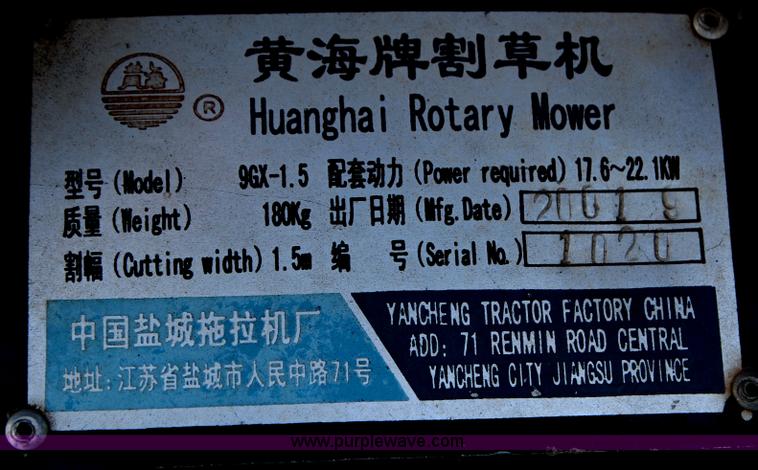 黄海牌割草机
®
Huanghai Rotary Mower
型号(Model) 9GX-1.5 配套动力(Power required) 17.6～22.1KW
质量(Weight) 180Kg 出厂日期(Mfg.Date) 2001 9
割幅(Cutting width) 1.5m 编 号(Serial No.) 1020
中国盐城拖拉机厂
地址:江苏省盐城市人民中路71号
YANCHENG TRACTOR FACTORY CHINA
ADD: 71 RENMIN ROAD CENTRAL
YANCHENG CITY JIANGSU PROVINCE
www.purplewave.com